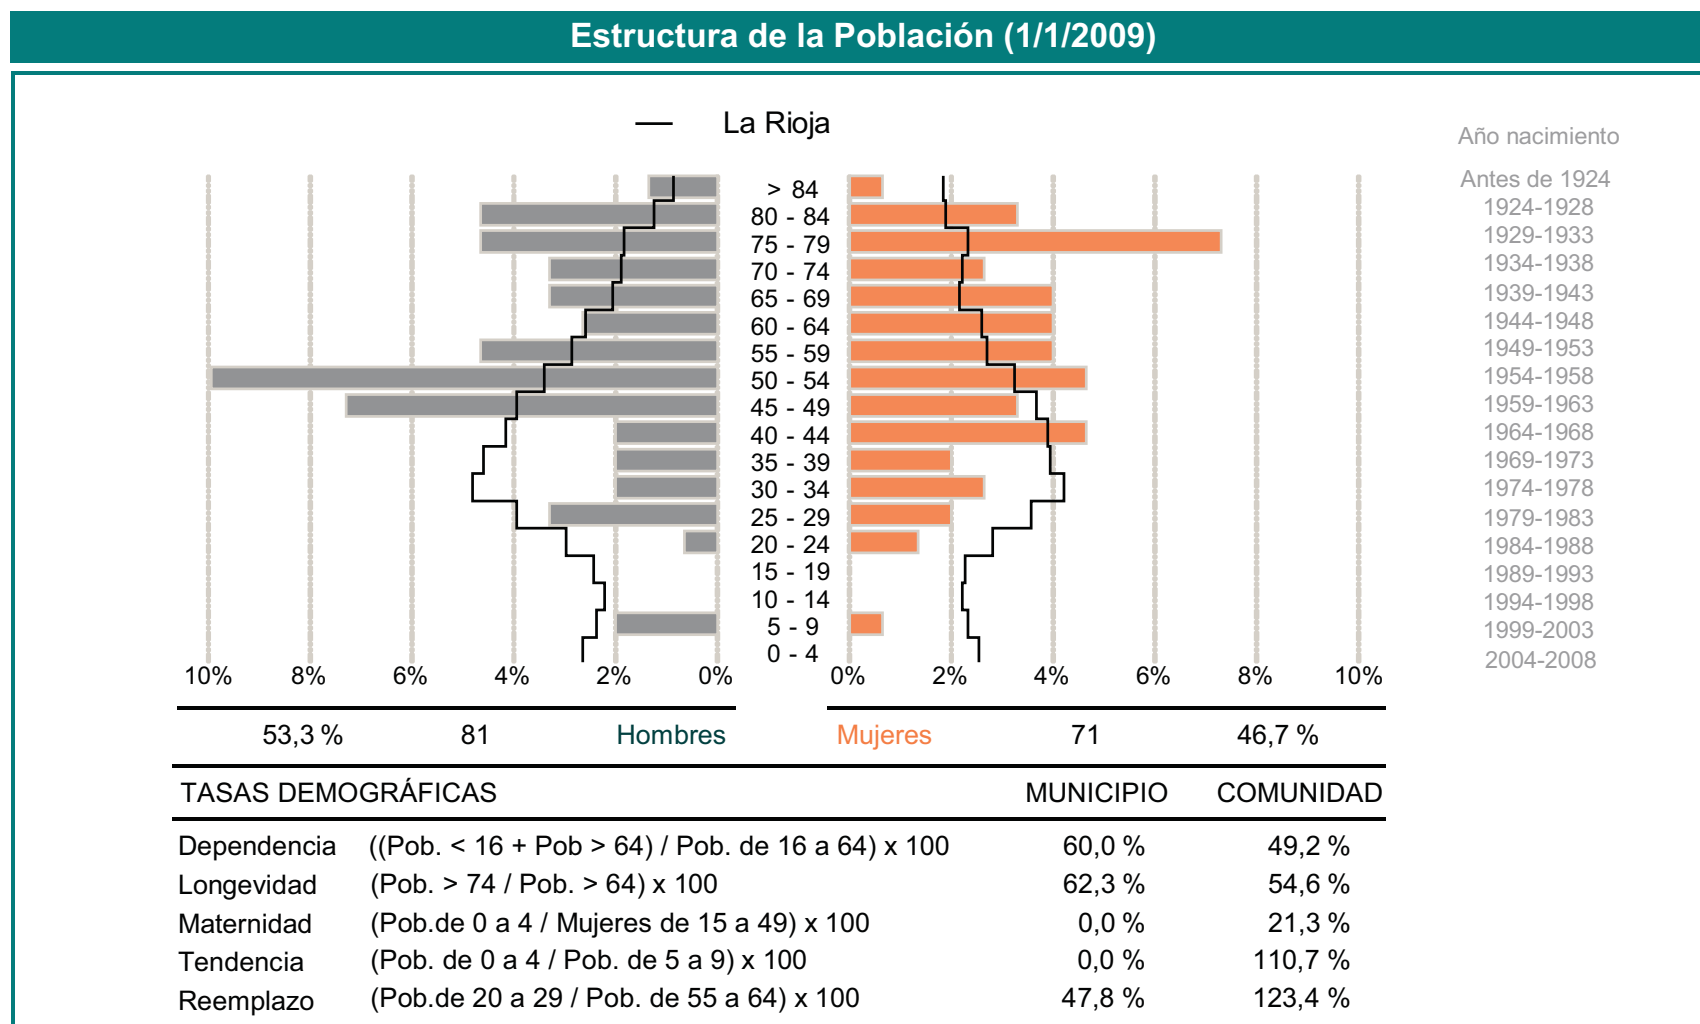 Estructura de la Población (1/1/2009)
La Rioja
Año nacimiento
> 84 Antes de 1924
80 - 84 1924-1928
75 - 79 1929-1933
70 - 74 1934-1938
65 - 69 1939-1943
60 - 64 1944-1948
55 - 59 1949-1953
50 - 54 1954-1958
45 - 49 1959-1963
40 - 44 1964-1968
35 - 39 1969-1973
30 - 34 1974-1978
25 - 29 1979-1983
20 - 24 1984-1988
15 - 19 1989-1993
10 - 14 1994-1998
5 - 9 1999-2003
0 - 4 2004-2008
10% 8% 6% 4% 2% 0% 0% 2% 4% 6% 8% 10%
53,3 % 81 Hombres Mujeres 71 46,7 %
TASAS DEMOGRÁFICAS MUNICIPIO COMUNIDAD
Dependencia ((Pob. < 16 + Pob > 64) / Pob. de 16 a 64) x 100 60,0 % 49,2 %
Longevidad (Pob. > 74 / Pob. > 64) x 100 62,3 % 54,6 %
Maternidad (Pob.de 0 a 4 / Mujeres de 15 a 49) x 100 0,0 % 21,3 %
Tendencia (Pob. de 0 a 4 / Pob. de 5 a 9) x 100 0,0 % 110,7 %
Reemplazo (Pob.de 20 a 29 / Pob. de 55 a 64) x 100 47,8 % 123,4 %